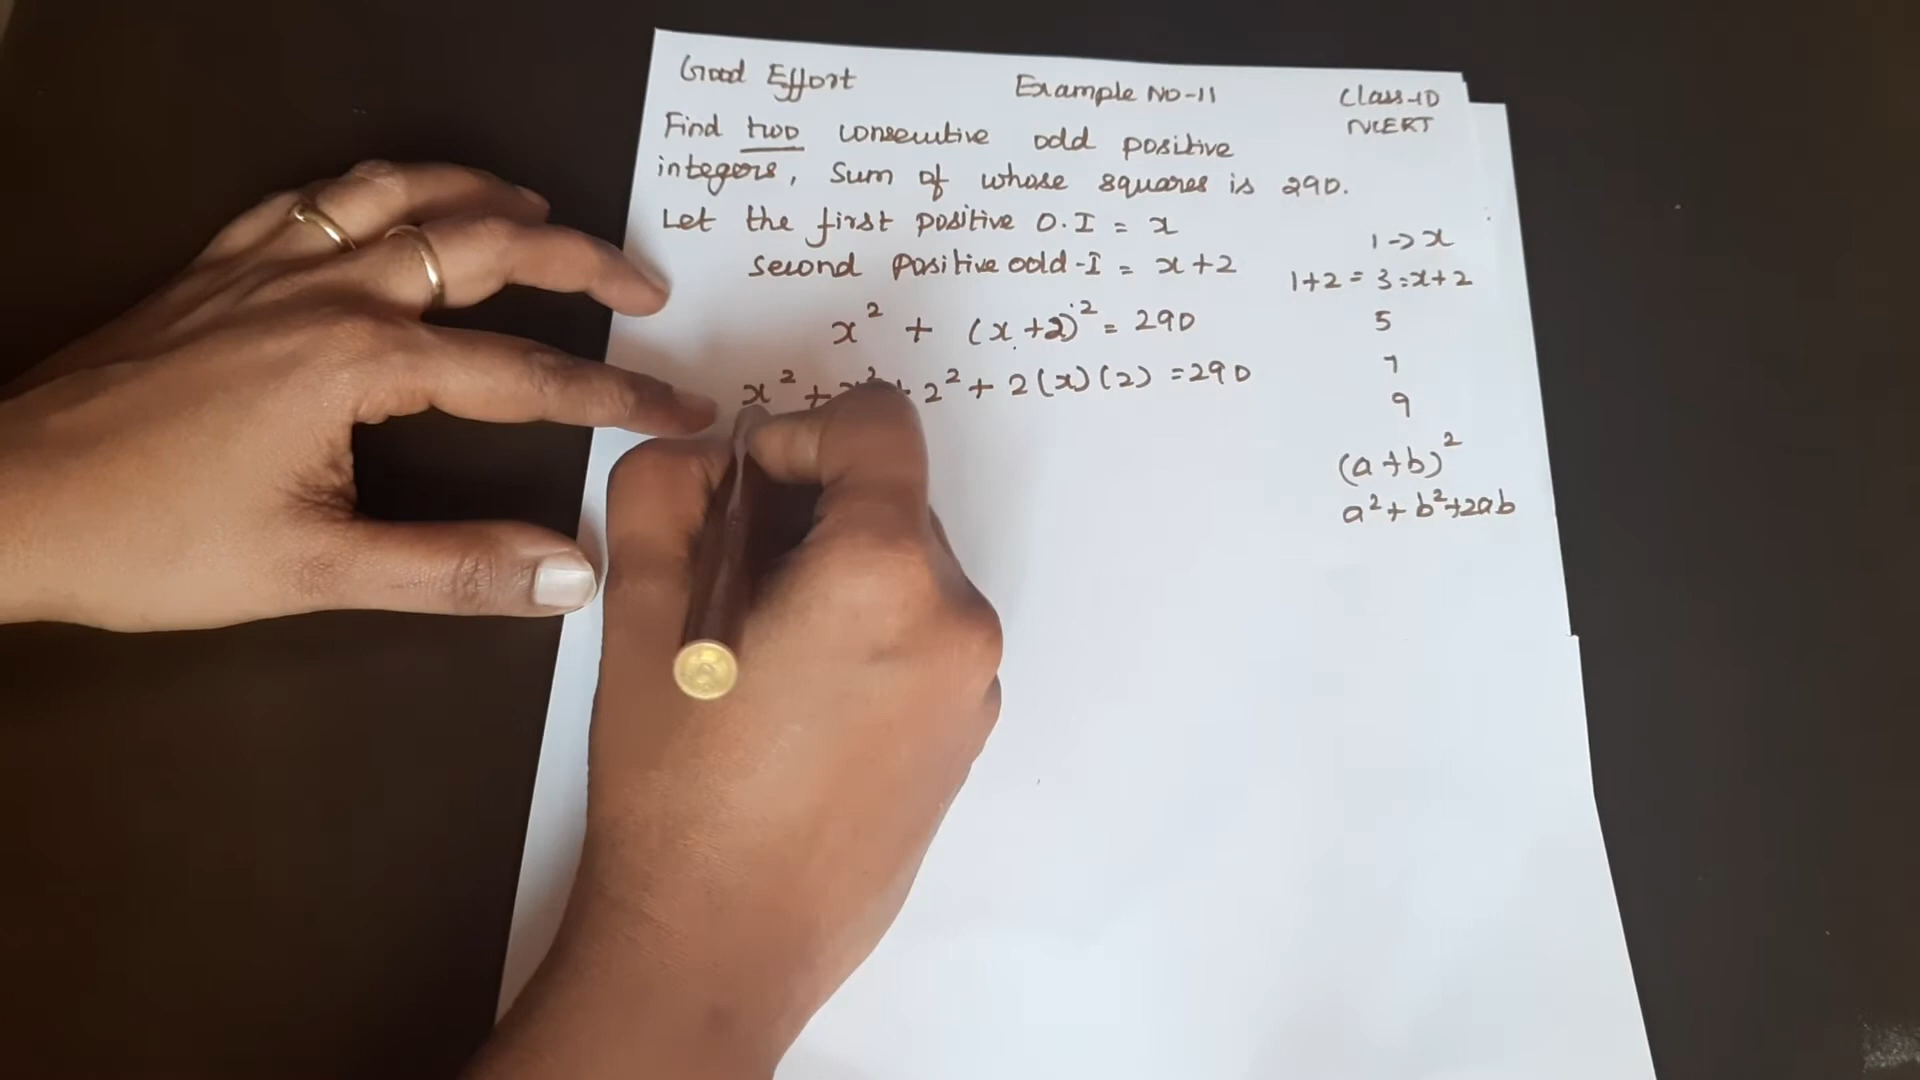 Good Effort Example NO-11 Class-10
NCERT
Find two consecutive odd positive
integers, Sum of whose squares is 290.
Let the first positive O.I = x
Second Positive odd-I = x+2
x² + (x+2)² = 290
x² + x² + 2² + 2(x)(2) = 290
1 -> x
1+2 = 3 = x+2
5
7
9
(a+b)²
a² + b² + 2ab